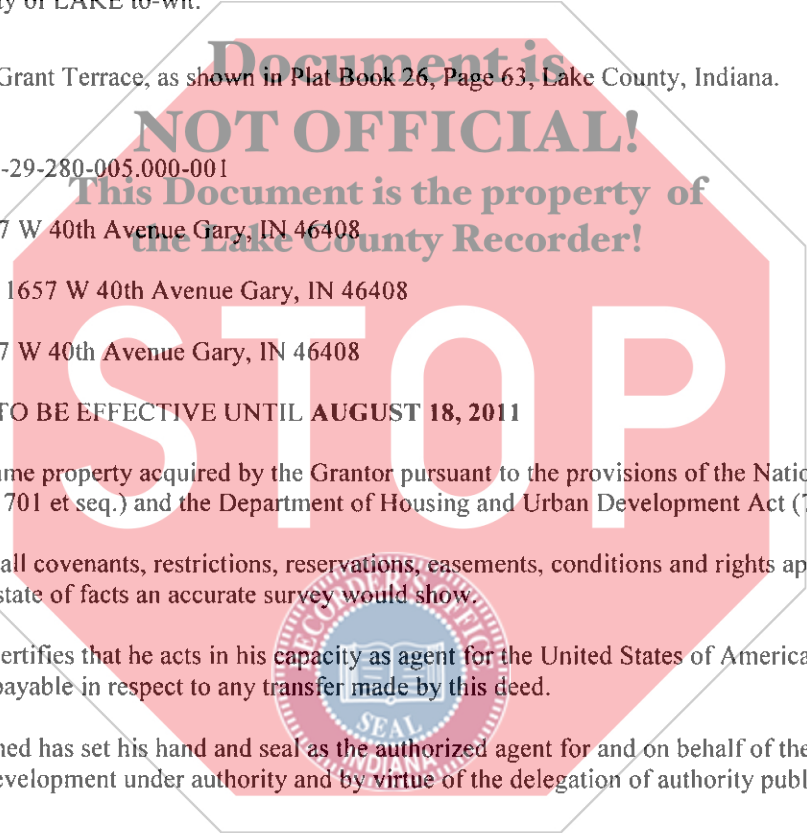 ty of LAKE to-wit:
Document is
Grant Terrace, as shown in Plat Book 26, Page 63, Lake County, Indiana.
NOT OFFICIAL!
-29-280-005.000-001
This Document is the property of
7 W 40th Avenue Gary, IN 46408
the Lake County Recorder!
1657 W 40th Avenue Gary, IN 46408
STOP
7 W 40th Avenue Gary, IN 46408
TO BE EFFECTIVE UNTIL AUGUST 18, 2011
ame property acquired by the Grantor pursuant to the provisions of the Natio
701 et seq.) and the Department of Housing and Urban Development Act (
all covenants, restrictions, reservations, easements, conditions and rights ap
state of facts an accurate survey would show.
RECORDER'S OFFICE
ertifies that he acts in his capacity as agent for the United States of America
payable in respect to any transfer made by this deed.
SEAL
INDIANA
ned has set his hand and seal as the authorized agent for and on behalf of the
evelopment under authority and by virtue of the delegation of authority publ